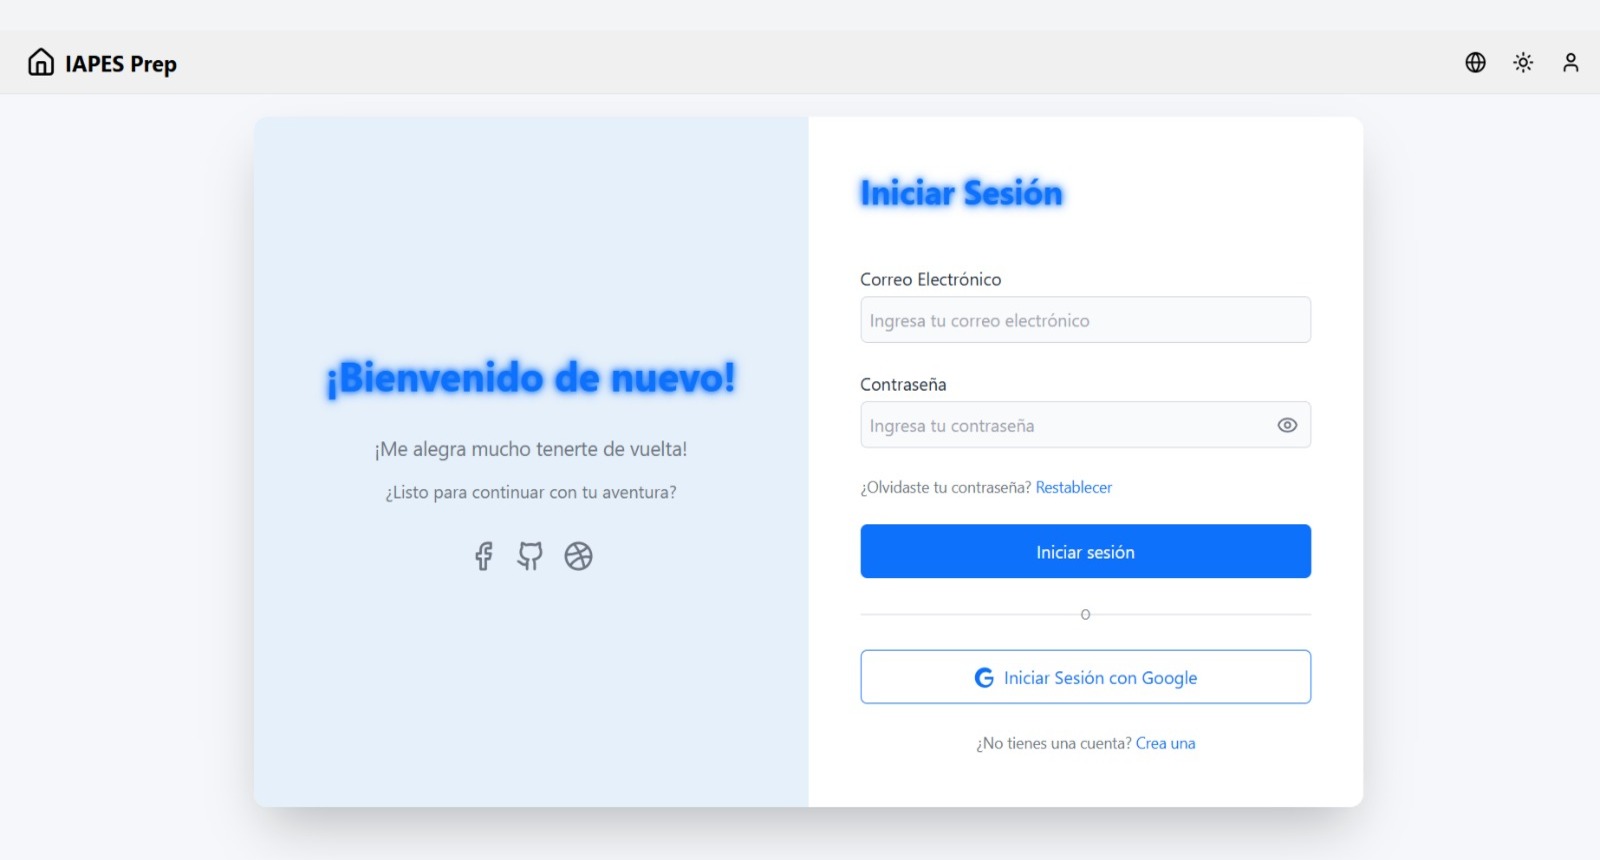 IAPES Prep
¡Bienvenido de nuevo!
¡Me alegra mucho tenerte de vuelta!
¿Listo para continuar con tu aventura?
Iniciar Sesión
Correo Electrónico
Ingresa tu correo electrónico
Contraseña
Ingresa tu contraseña
¿Olvidaste tu contraseña? Restablecer
Iniciar sesión
O
Iniciar Sesión con Google
¿No tienes una cuenta? Crea una